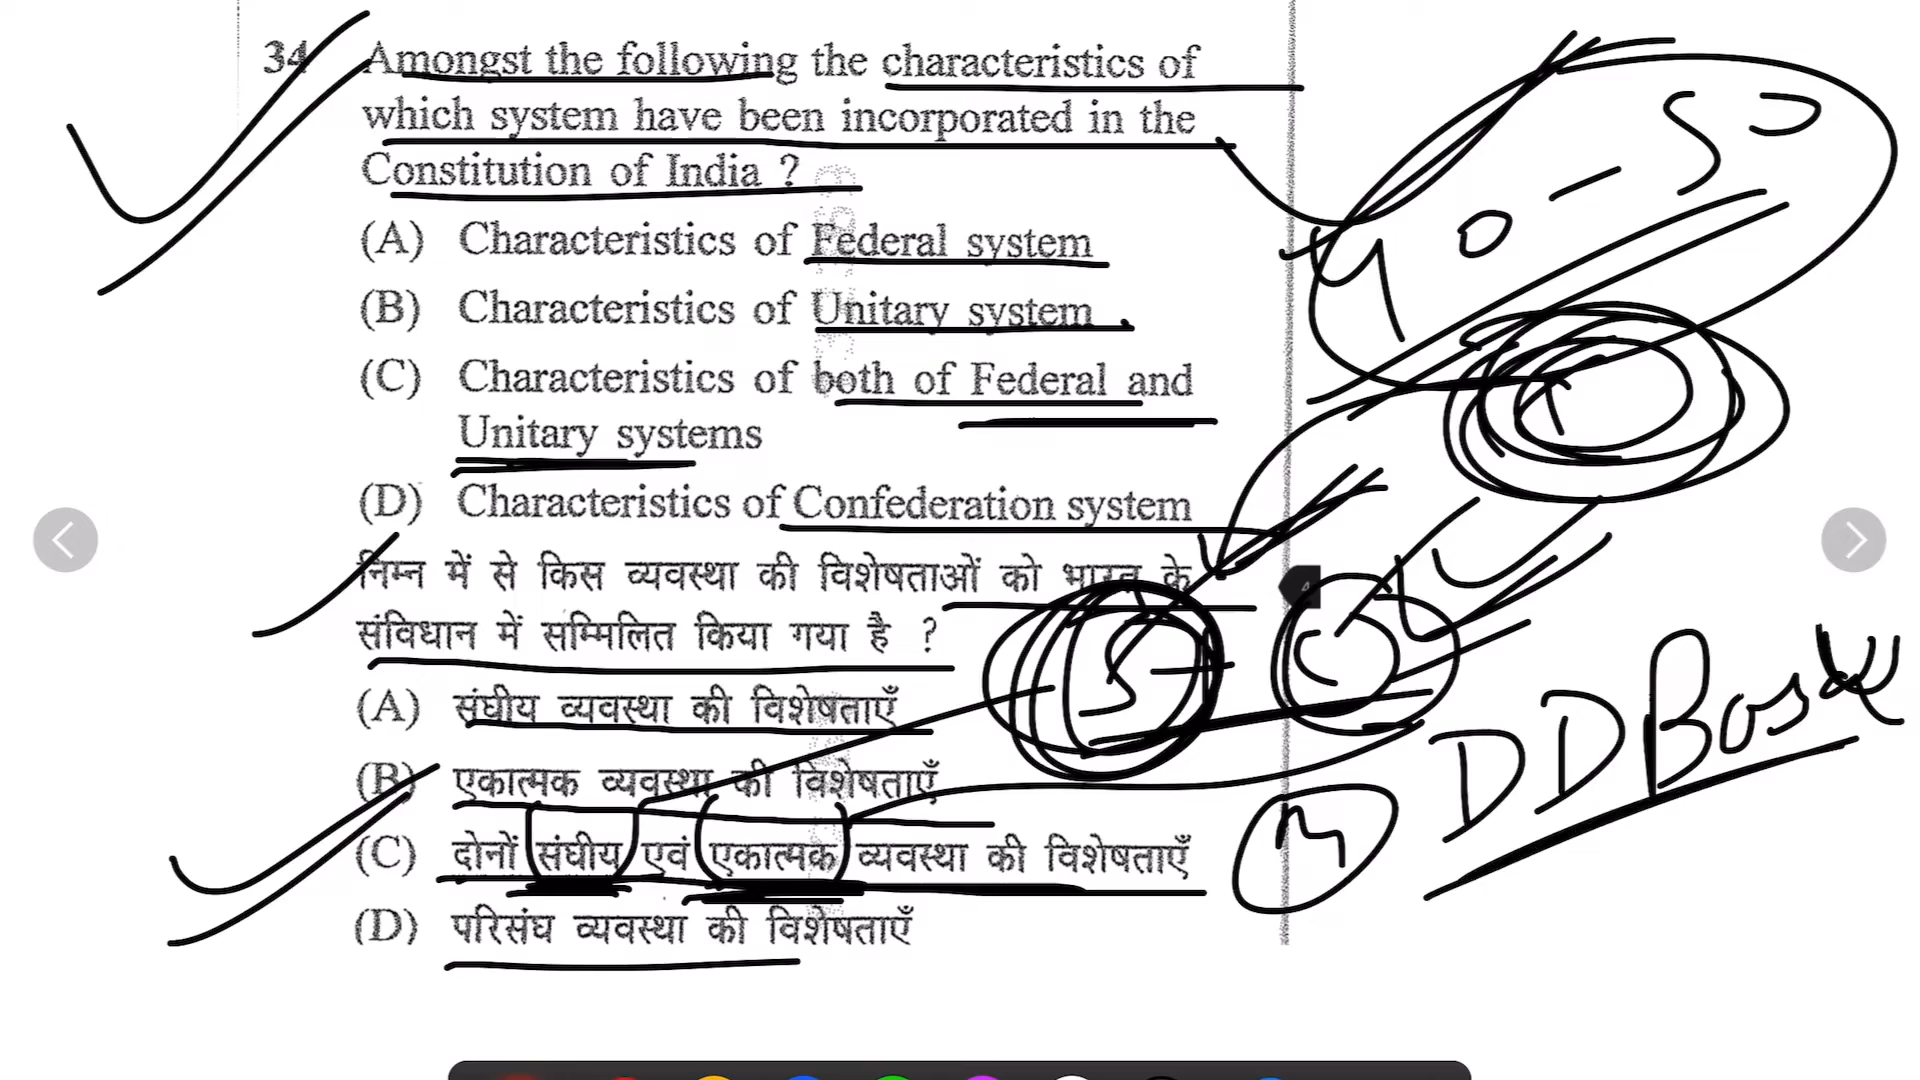 34 Amongst the following the characteristics of
which system have been incorporated in the
Constitution of India ?
(A) Characteristics of Federal system
(B) Characteristics of Unitary system
(C) Characteristics of both of Federal and
Unitary systems
(D) Characteristics of Confederation system
निम्न में से किस व्यवस्था की विशेषताओं को भारत के
संविधान में सम्मिलित किया गया है ?
(A) संघीय व्यवस्था की विशेषताएँ
(B) एकात्मक व्यवस्था की विशेषताएँ
(C) दोनों संघीय एवं एकात्मक व्यवस्था की विशेषताएँ
(D) परिसंघ व्यवस्था की विशेषताएँ
DD Basu